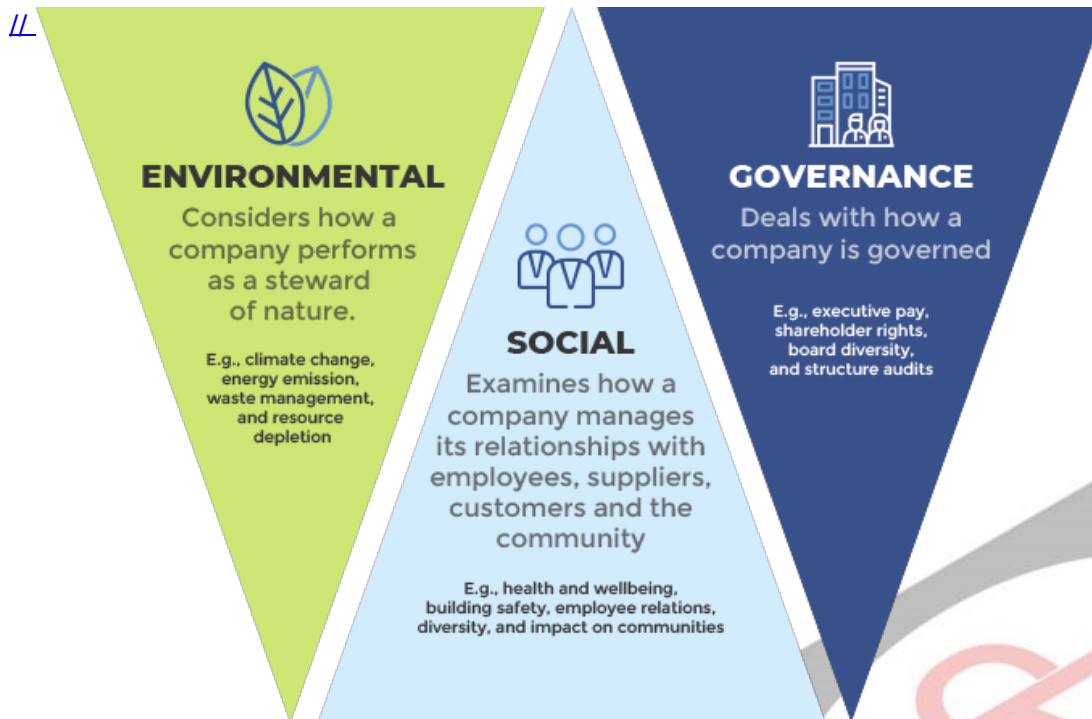 //
ENVIRONMENTAL
Considers how a
company performs
as a steward
of nature.
E.g., climate change,
energy emission,
waste management,
and resource
depletion
SOCIAL
Examines how a
company manages
its relationships with
employees, suppliers,
customers and the
community
E.g., health and wellbeing,
building safety, employee relations,
diversity, and impact on communities
GOVERNANCE
Deals with how a
company is governed
E.g., executive pay,
shareholder rights,
board diversity,
and structure audits